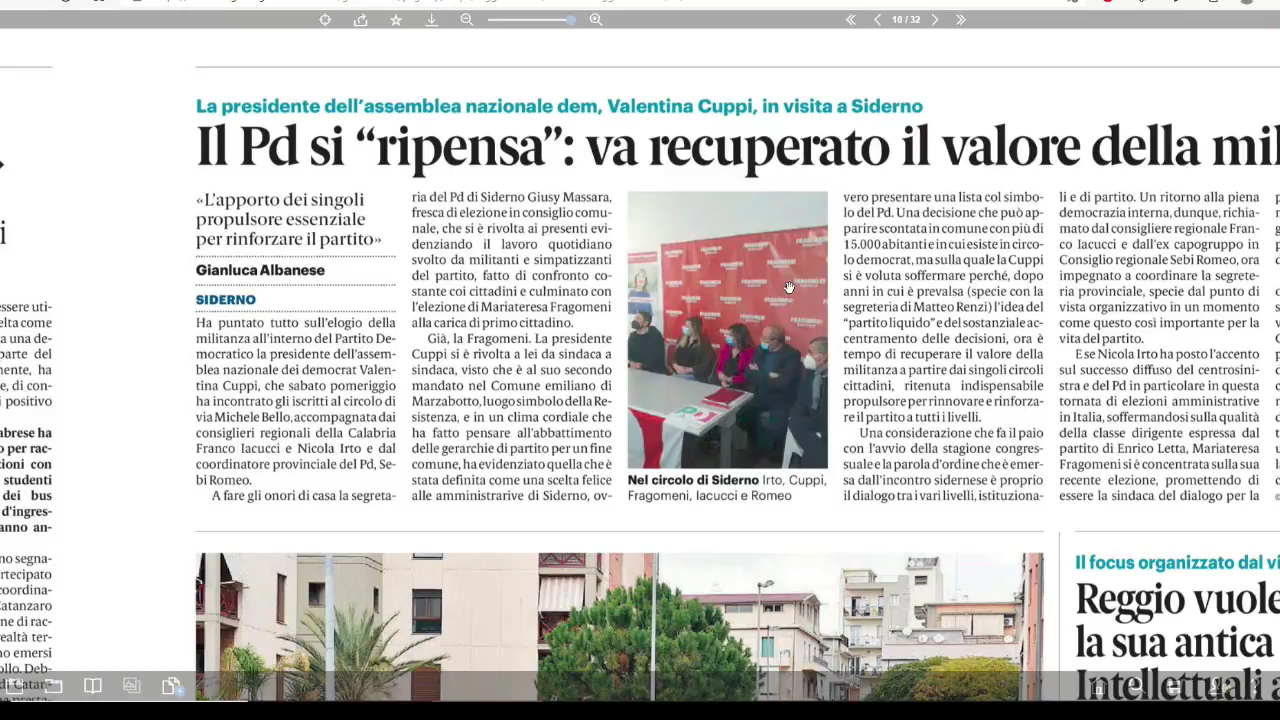 10 / 32
La presidente dell'assemblea nazionale dem, Valentina Cuppi, in visita a Siderno
Il Pd si “ripensa”: va recuperato il valore della mil
«L'apporto dei singoli
propulsore essenziale
per rinforzare il partito»
Gianluca Albanese
SIDERNO
Ha puntato tutto sull'elogio della
militanza all'interno del Partito De-
mocratico la presidente dell'assem-
blea nazionale dei democrat Valen-
tina Cuppi, che sabato pomeriggio
ha incontrato gli iscritti al circolo di
via Michele Bello, accompagnata dai
consiglieri regionali della Calabria
Franco Iacucci e Nicola Irto e dal
coordinatore provinciale del Pd, Se-
bi Romeo.
A fare gli onori di casa la segreta-
ria del Pd di Siderno Giusy Massara,
fresca di elezione in consiglio comu-
nale, che si è rivolta ai presenti evi-
denziando il lavoro quotidiano
svolto da militanti e simpatizzanti
del partito, fatto di confronto co-
stante coi cittadini e culminato con
l'elezione di Mariateresa Fragomeni
alla carica di primo cittadino.
Già, la Fragomeni. La presidente
Cuppi si è rivolta a lei da sindaca a
sindaca, visto che è al suo secondo
mandato nel Comune emiliano di
Marzabotto, luogo simbolo della Re-
sistenza, e in un clima cordiale che
ha fatto pensare all'abbattimento
delle gerarchie di partito per un fine
comune, ha evidenziato quella che è
stata definita come una scelta felice
alle amministrative di Siderno, ov-
Nel circolo di Siderno Irto, Cuppi,
Fragomeni, Iacucci e Romeo
vero presentare una lista col simbo-
lo del Pd. Una decisione che può ap-
parire scontata in comune con più di
15.000 abitanti e in cui esiste in circo-
lo democrat, ma sulla quale la Cuppi
si è voluta soffermare perché, dopo
anni in cui è prevalsa (specie con la
segreteria di Matteo Renzi) l'idea del
“partito liquido” e del sostanziale ac-
centramento delle decisioni, ora è
tempo di recuperare il valore della
militanza a partire dai singoli circoli
cittadini, ritenuta indispensabile
propulsore per rinnovare e rinforza-
re il partito a tutti i livelli.
Una considerazione che fa il paio
con l'avvio della stagione congres-
suale e la parola d'ordine che è emer-
sa dall'incontro sidernese è proprio
il dialogo tra i vari livelli, istituziona-
li e di partito. Un ritorno alla piena
democrazia interna, dunque, richia-
mato dal consigliere regionale Fran-
co Iacucci e dall'ex capogruppo in
Consiglio regionale Sebi Romeo, ora
impegnato a coordinare la segrete-
ria provinciale, specie dal punto di
vista organizzativo in un momento
come questo così importante per la
vita del partito.
E se Nicola Irto ha posto l'accento
sul successo diffuso del centrosini-
stra e del Pd in particolare in questa
tornata di elezioni amministrative
in Italia, soffermandosi sulla qualità
della classe dirigente espressa dal
partito di Enrico Letta, Mariateresa
Fragomeni si è concentrata sulla sua
recente elezione, promettendo di
essere la sindaca del dialogo per la
Il focus organizzato dal vi
Reggio vuole
la sua antica
Intellettuali a